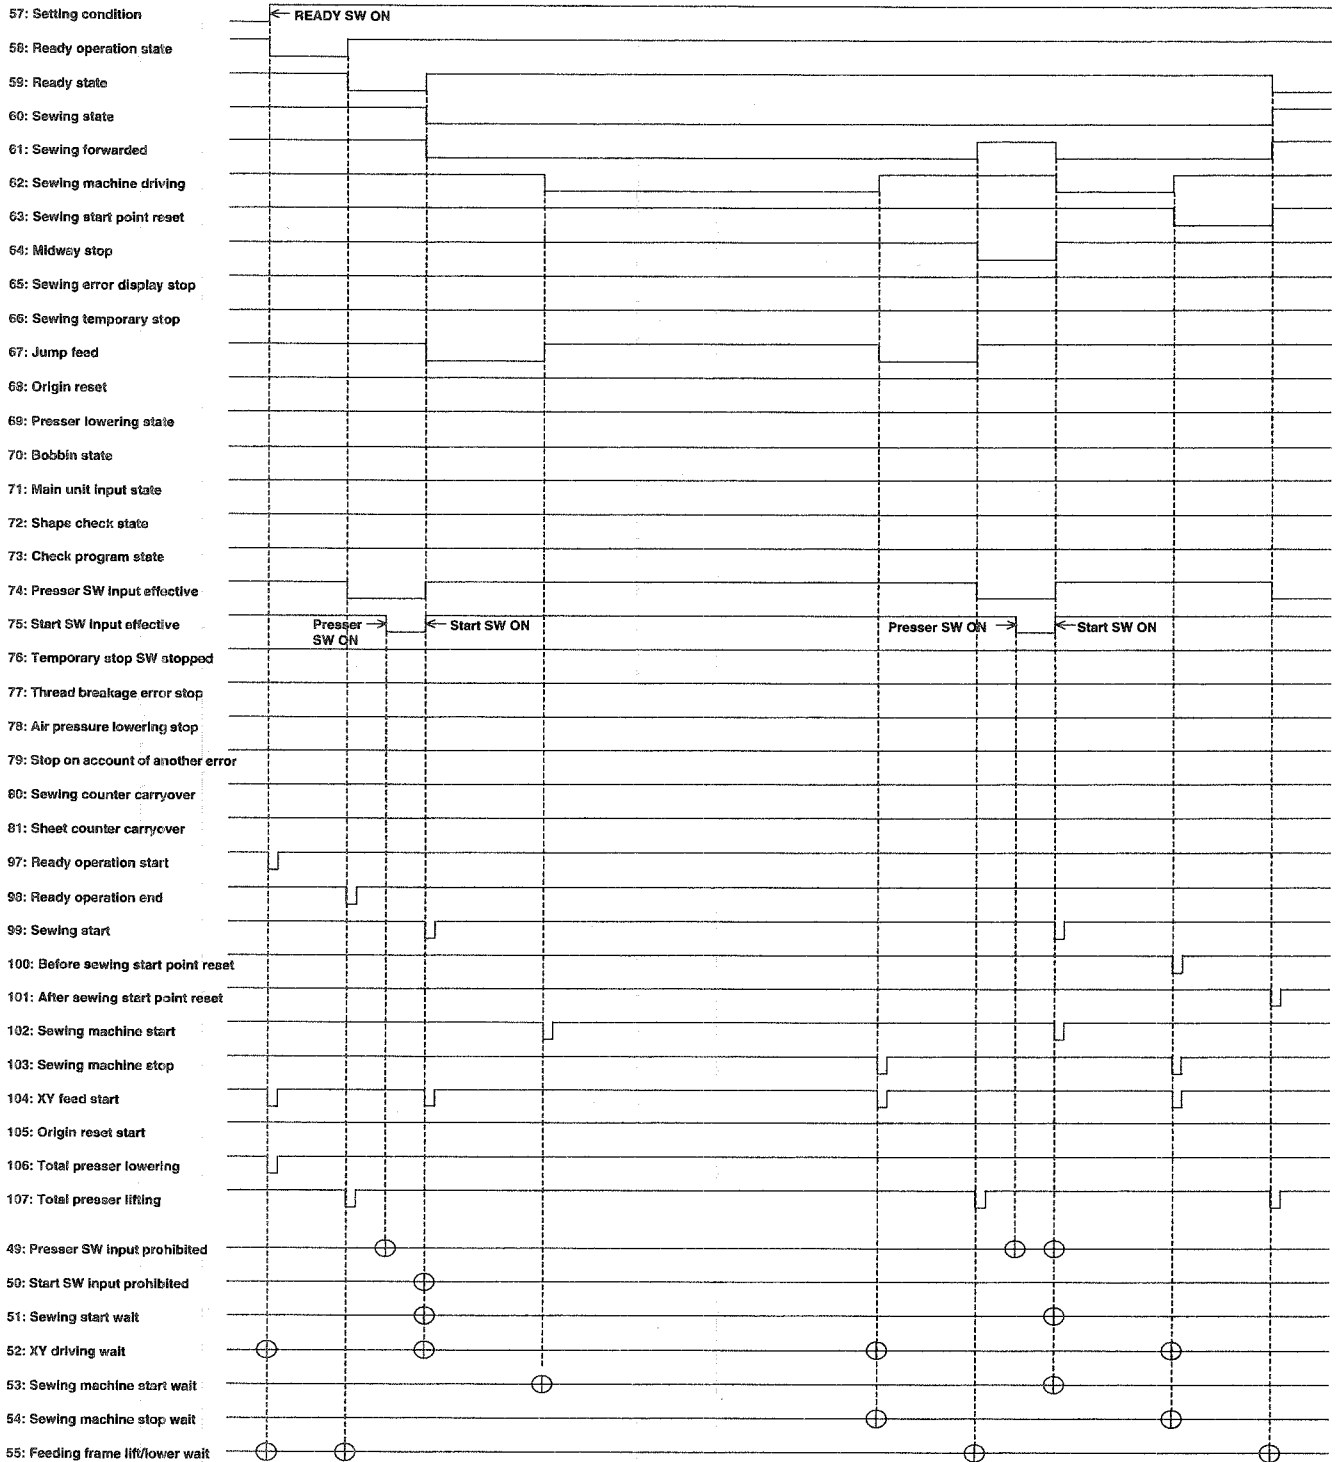 57: Setting condition
READY SW ON
58: Ready operation state
59: Ready state
60: Sewing state
61: Sewing forwarded
62: Sewing machine driving
63: Sewing start point reset
64: Midway stop
65: Sewing error display stop
66: Sewing temporary stop
67: Jump feed
68: Origin reset
69: Presser lowering state
70: Bobbin state
71: Main unit input state
72: Shape check state
73: Check program state
74: Presser SW input effective
75: Start SW input effective
Presser
SW ON
Start SW ON
Presser SW ON
Start SW ON
76: Temporary stop SW stopped
77: Thread breakage error stop
78: Air pressure lowering stop
79: Stop on account of another error
80: Sewing counter carryover
81: Sheet counter carryover
97: Ready operation start
98: Ready operation end
99: Sewing start
100: Before sewing start point reset
101: After sewing start point reset
102: Sewing machine start
103: Sewing machine stop
104: XY feed start
105: Origin reset start
106: Total presser lowering
107: Total presser lifting
49: Presser SW input prohibited
50: Start SW input prohibited
51: Sewing start wait
52: XY driving wait
53: Sewing machine start wait
54: Sewing machine stop wait
55: Feeding frame lift/lower wait